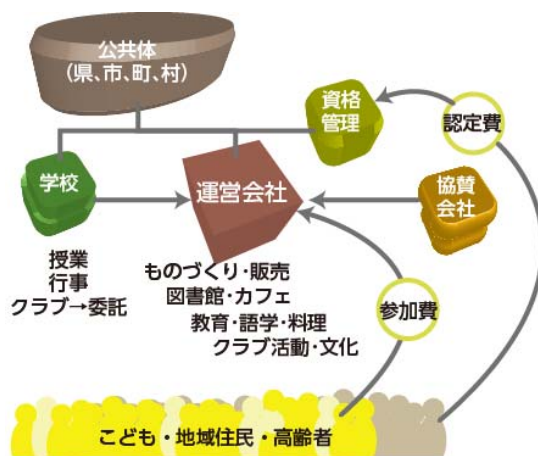 公共体
(県、市、町、村)
資格
管理
認定費
学校
運営会社
協賛
会社
授業
行事
クラブ→委託
ものづくり・販売
図書館・カフェ
教育・語学・料理
クラブ活動・文化
参加費
こども・地域住民・高齢者